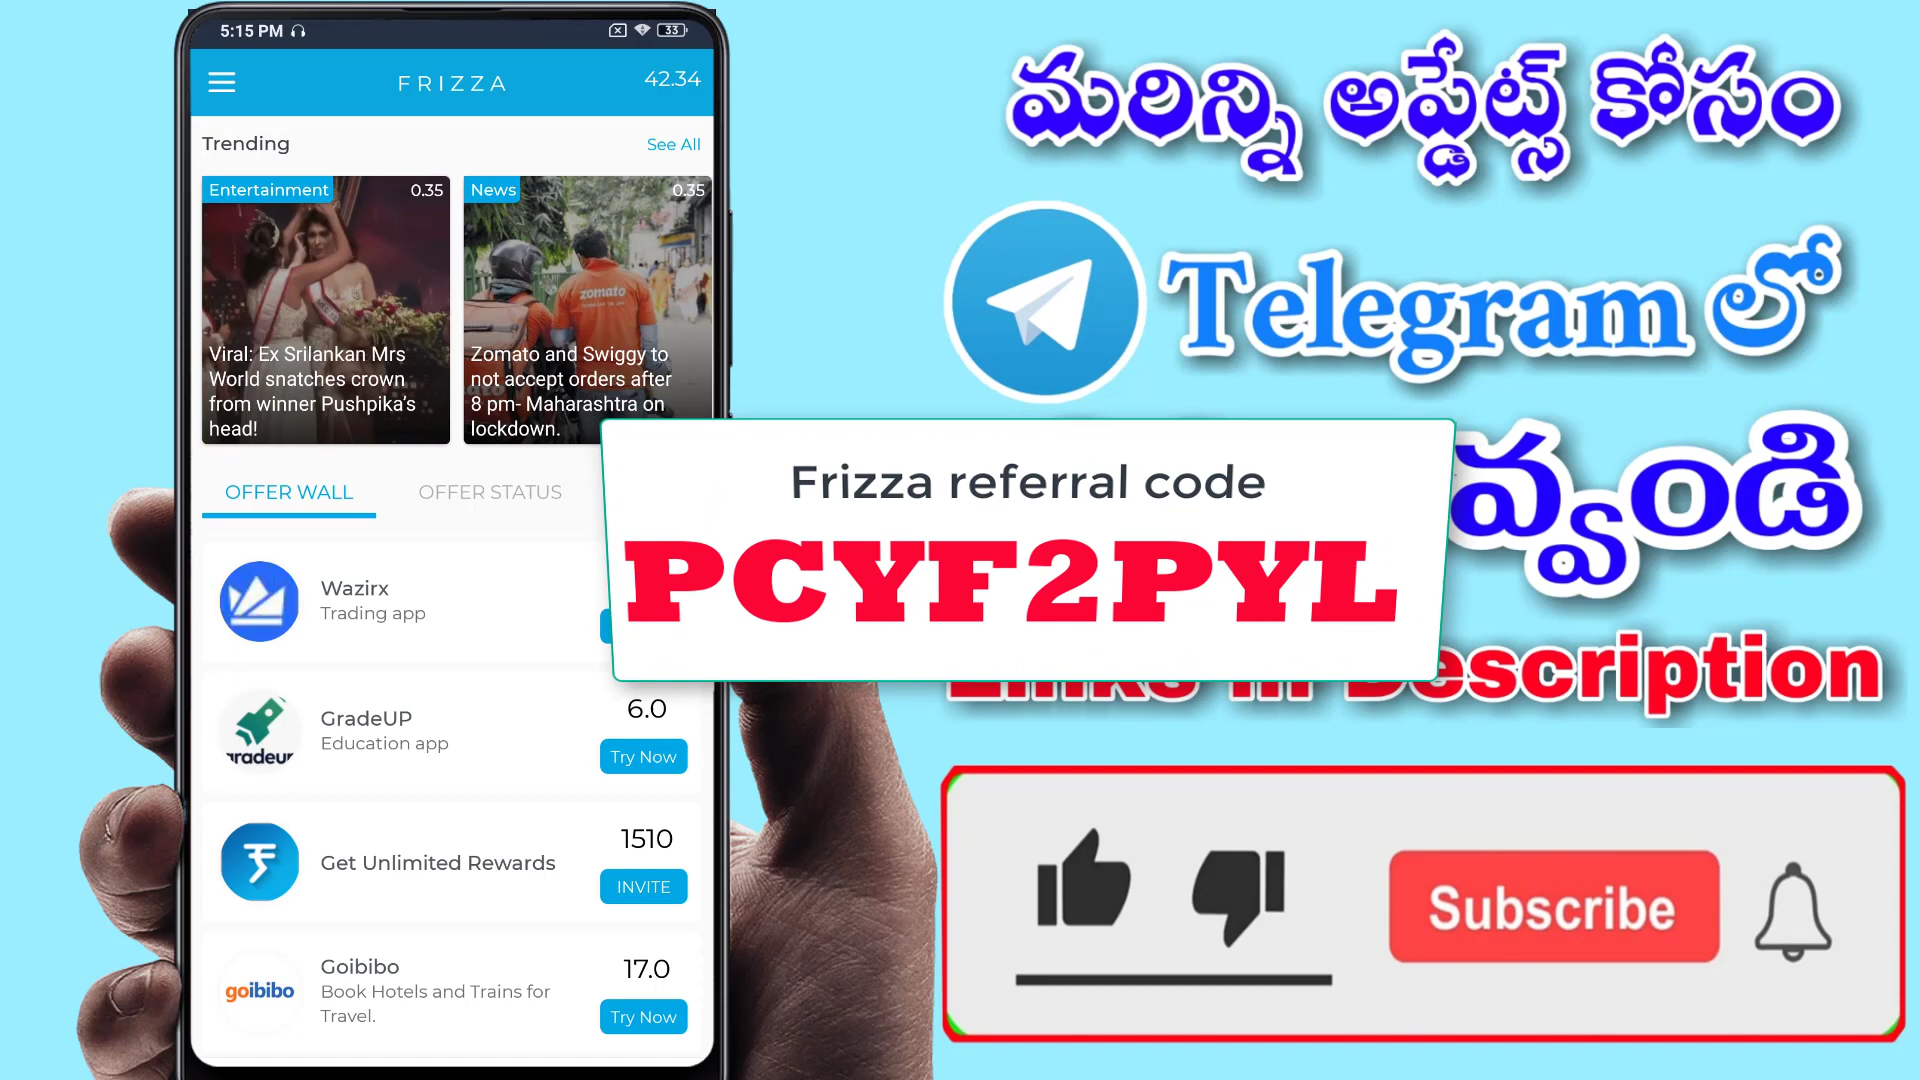 5:15 PM
33
FRIZZA
42.34
Trending
See All
Entertainment
0.35
News
0.35
zomato
Viral: Ex Srilankan Mrs
World snatches crown
from winner Pushpika's
head!
Zomato and Swiggy to
not accept orders after
8 pm- Maharashtra on
lockdown.
OFFER WALL
OFFER STATUS
Wazirx
Trading app
GradeUP
Education app
6.0
Try Now
Get Unlimited Rewards
1510
INVITE
goibibo
Goibibo
Book Hotels and Trains for
Travel.
17.0
Try Now
మరిన్ని అప్డేట్స్ కోసం
Telegram లో
వ్వండి
Frizza referral code
PCYF2PYL
Links in Description
Subscribe